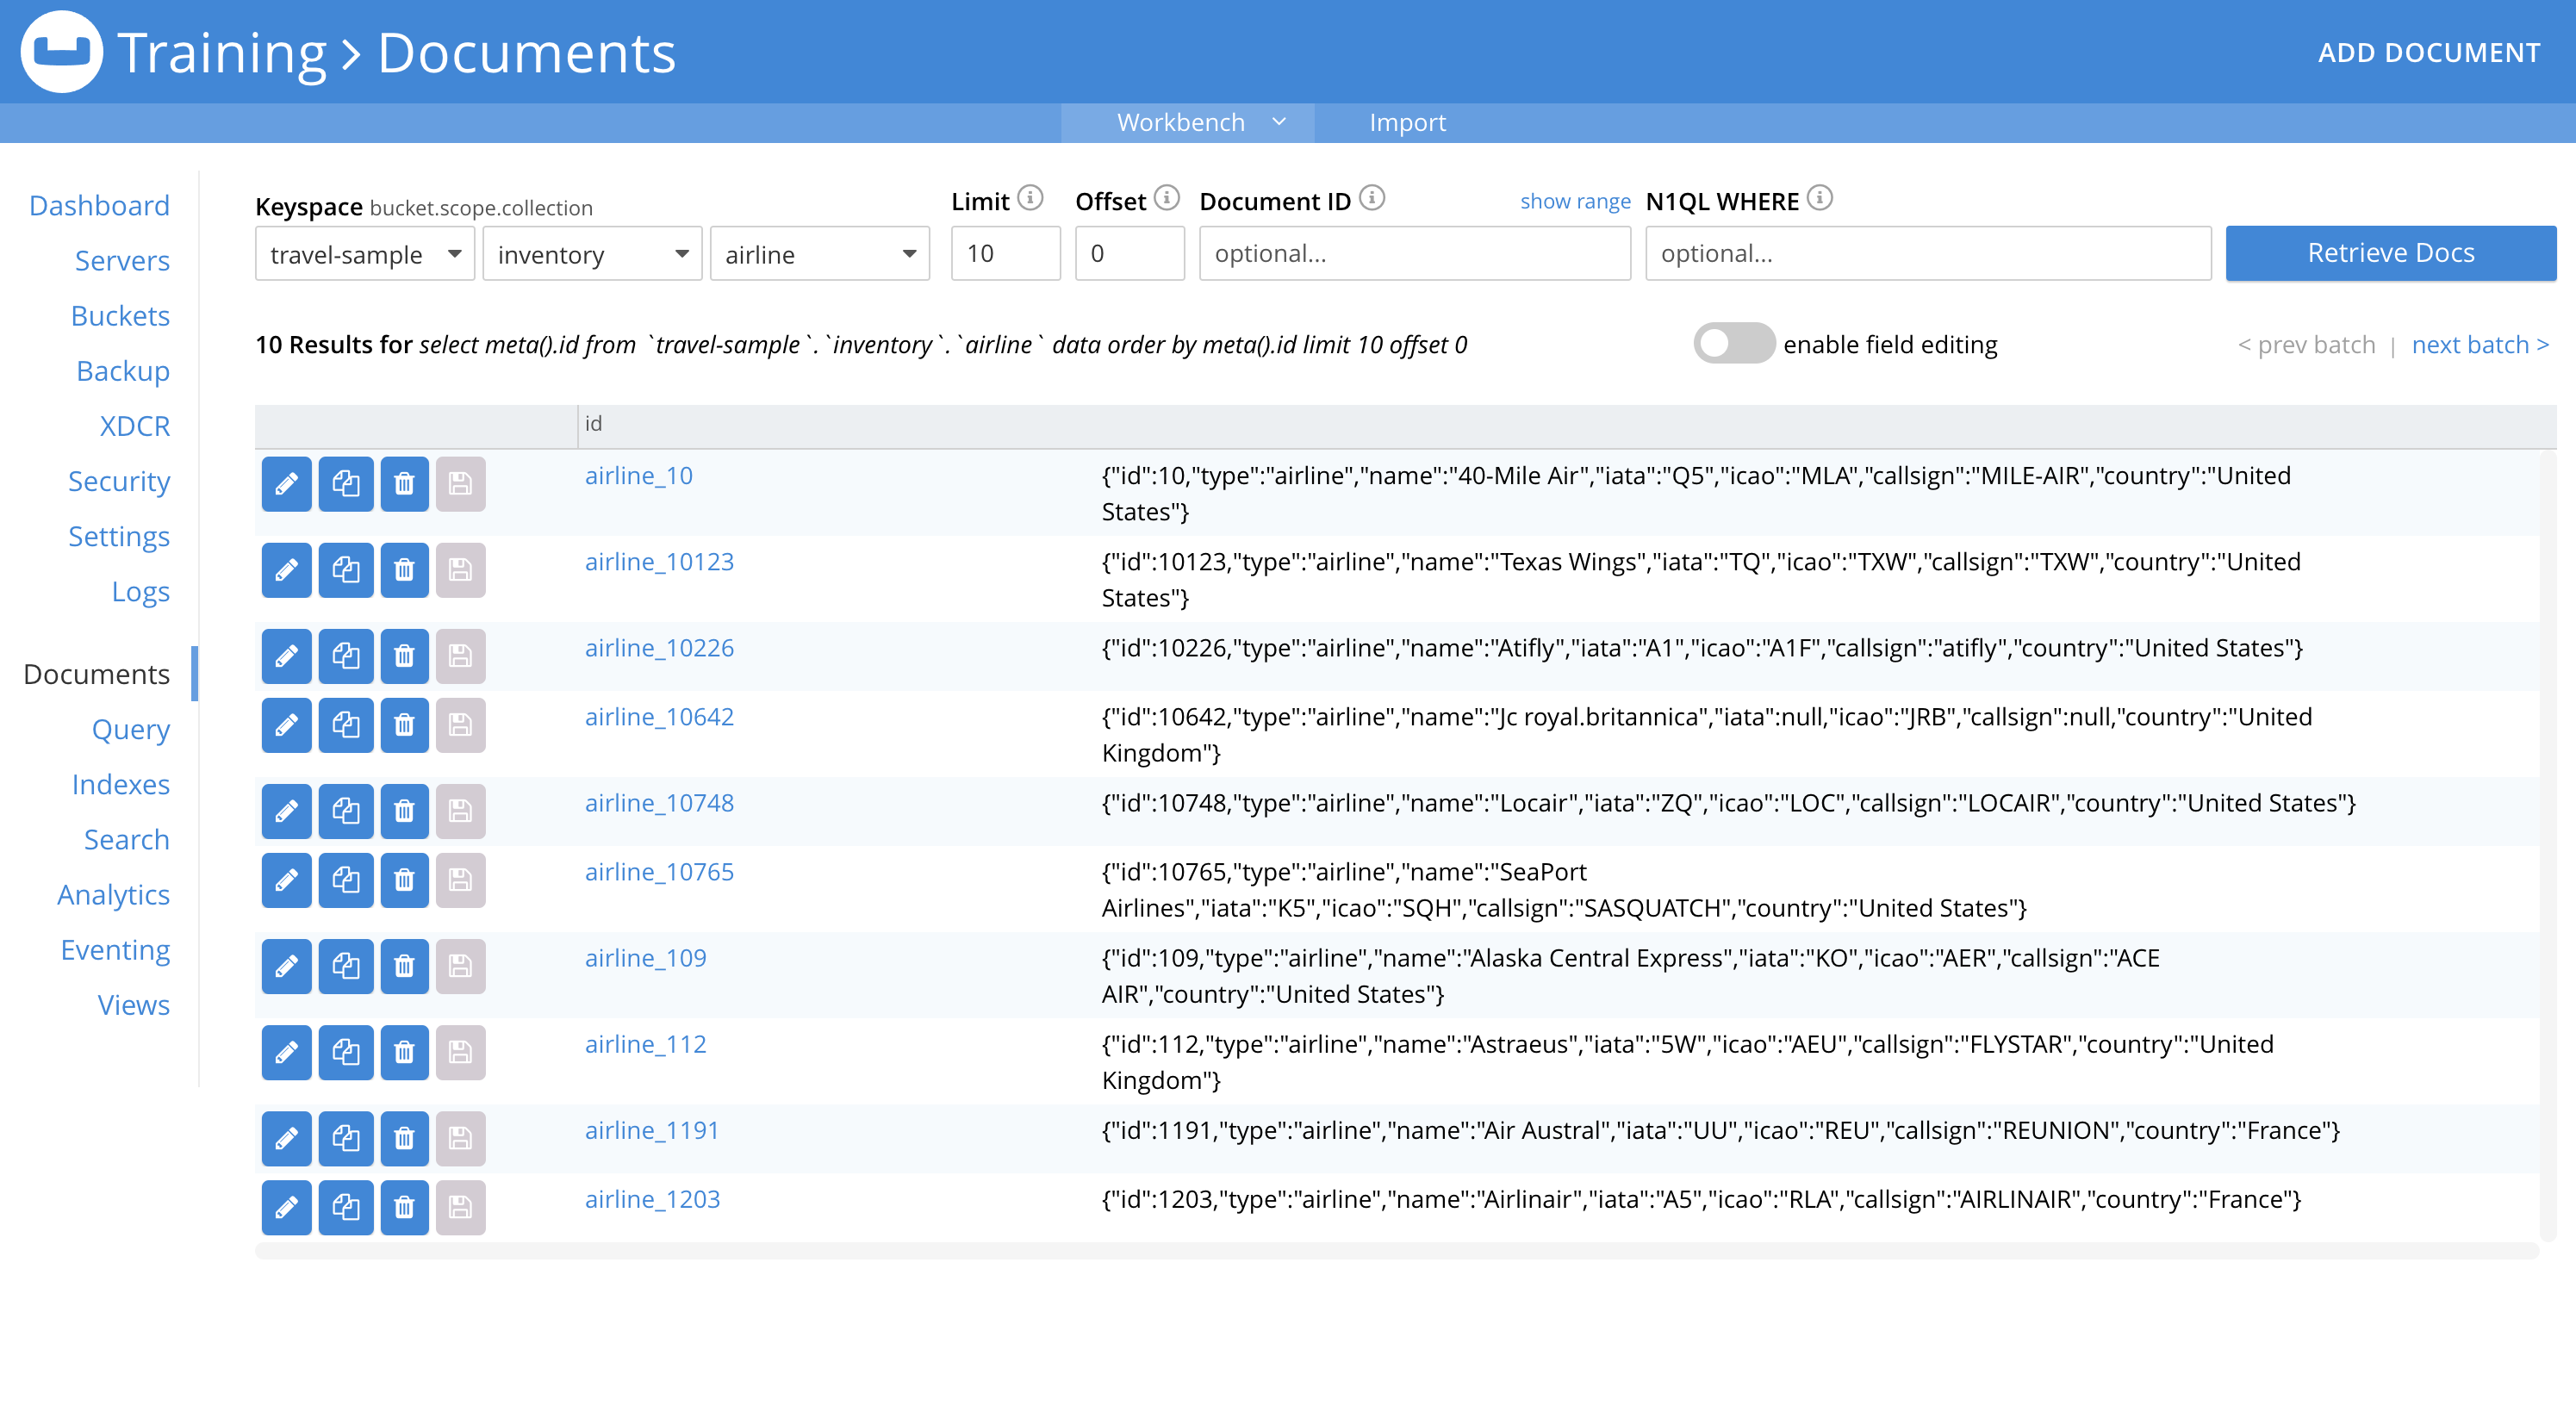 Training > Documents
ADD DOCUMENT
Workbench
Import
Dashboard
Servers
Buckets
Backup
XDCR
Security
Settings
Logs
Documents
Query
Indexes
Search
Analytics
Eventing
Views
Keyspace bucket.scope.collection
Limit
Offset
Document ID
show range
N1QL WHERE
travel-sample
inventory
airline
10
0
optional...
optional...
Retrieve Docs
10 Results for select meta().id from `travel-sample`.`inventory`.`airline` data order by meta().id limit 10 offset 0
enable field editing
< prev batch | next batch >
id
airline_10
{"id":10,"type":"airline","name":"40-Mile Air","iata":"Q5","icao":"MLA","callsign":"MILE-AIR","country":"United
States"}
airline_10123
{"id":10123,"type":"airline","name":"Texas Wings","iata":"TQ","icao":"TXW","callsign":"TXW","country":"United
States"}
airline_10226
{"id":10226,"type":"airline","name":"Atifly","iata":"A1","icao":"A1F","callsign":"atifly","country":"United States"}
airline_10642
{"id":10642,"type":"airline","name":"Jc royal.britannica","iata":null,"icao":"JRB","callsign":null,"country":"United
Kingdom"}
airline_10748
{"id":10748,"type":"airline","name":"Locair","iata":"ZQ","icao":"LOC","callsign":"LOCAIR","country":"United States"}
airline_10765
{"id":10765,"type":"airline","name":"SeaPort
Airlines","iata":"K5","icao":"SQH","callsign":"SASQUATCH","country":"United States"}
airline_109
{"id":109,"type":"airline","name":"Alaska Central Express","iata":"KO","icao":"AER","callsign":"ACE
AIR","country":"United States"}
airline_112
{"id":112,"type":"airline","name":"Astraeus","iata":"5W","icao":"AEU","callsign":"FLYSTAR","country":"United
Kingdom"}
airline_1191
{"id":1191,"type":"airline","name":"Air Austral","iata":"UU","icao":"REU","callsign":"REUNION","country":"France"}
airline_1203
{"id":1203,"type":"airline","name":"Airlinair","iata":"A5","icao":"RLA","callsign":"AIRLINAIR","country":"France"}